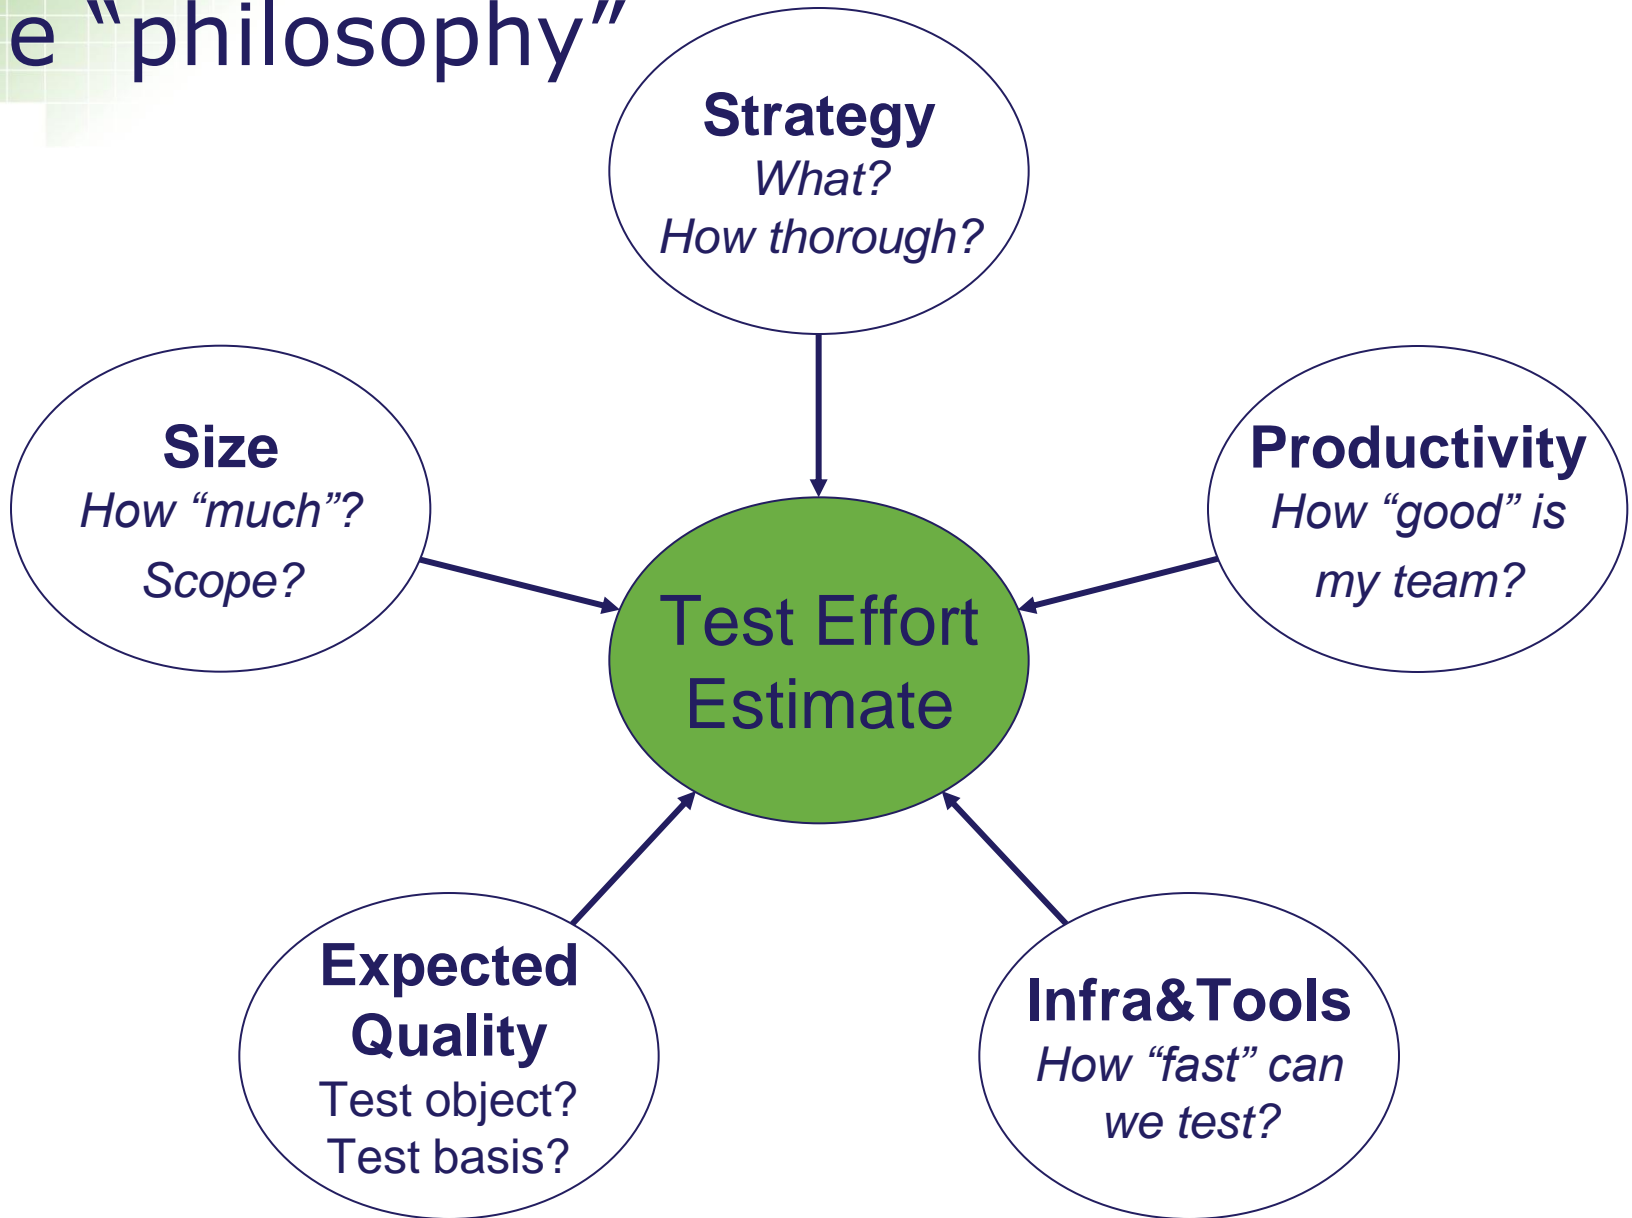 e “philosophy”
Strategy
What?
How thorough?
Size
How “much”?
Scope?
Productivity
How “good” is
my team?
Test Effort
Estimate
Expected
Quality
Test object?
Test basis?
Infra&Tools
How “fast” can
we test?